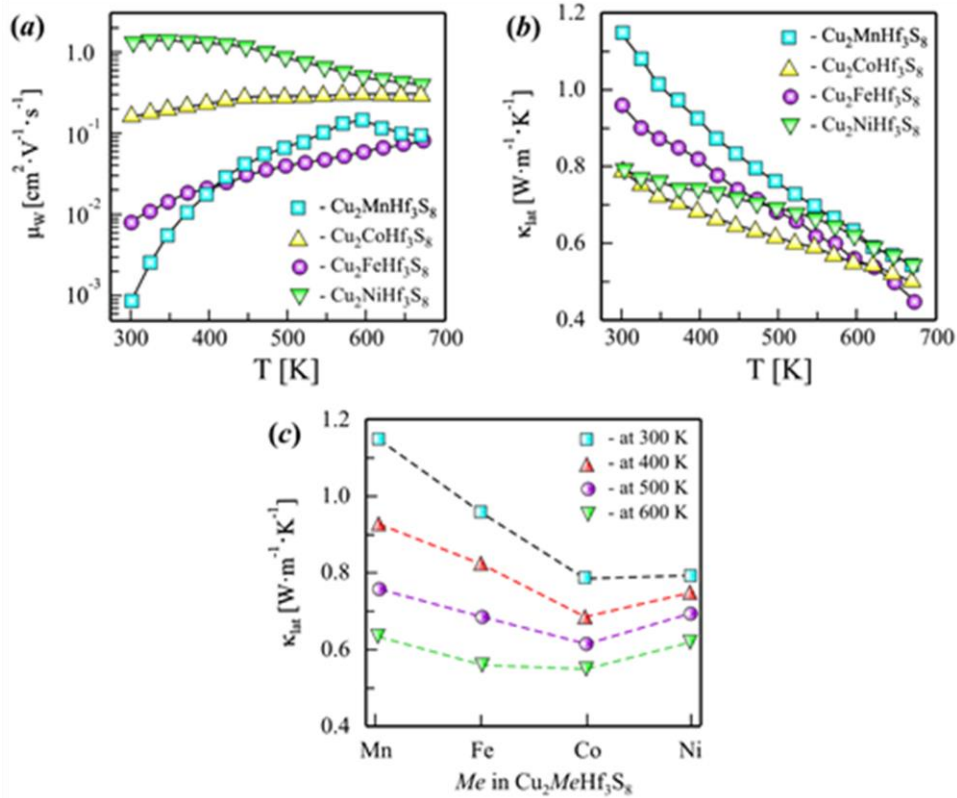 (a)
μW [cm²·V⁻¹·s⁻¹]
1.0
10⁻¹
10⁻²
10⁻³
- Cu₂MnHf₃S₈
- Cu₂CoHf₃S₈
- Cu₂FeHf₃S₈
- Cu₂NiHf₃S₈
300 400 500 600 700
T [K]
(b)
κlat [W·m⁻¹·K⁻¹]
1.2
1.0
0.8
0.6
0.4
- Cu₂MnHf₃S₈
- Cu₂CoHf₃S₈
- Cu₂FeHf₃S₈
- Cu₂NiHf₃S₈
300 400 500 600 700
T [K]
(c)
κlat [W·m⁻¹·K⁻¹]
1.2
1.0
0.8
0.6
0.4
- at 300 K
- at 400 K
- at 500 K
- at 600 K
Mn Fe Co Ni
Me in Cu₂MeHf₃S₈